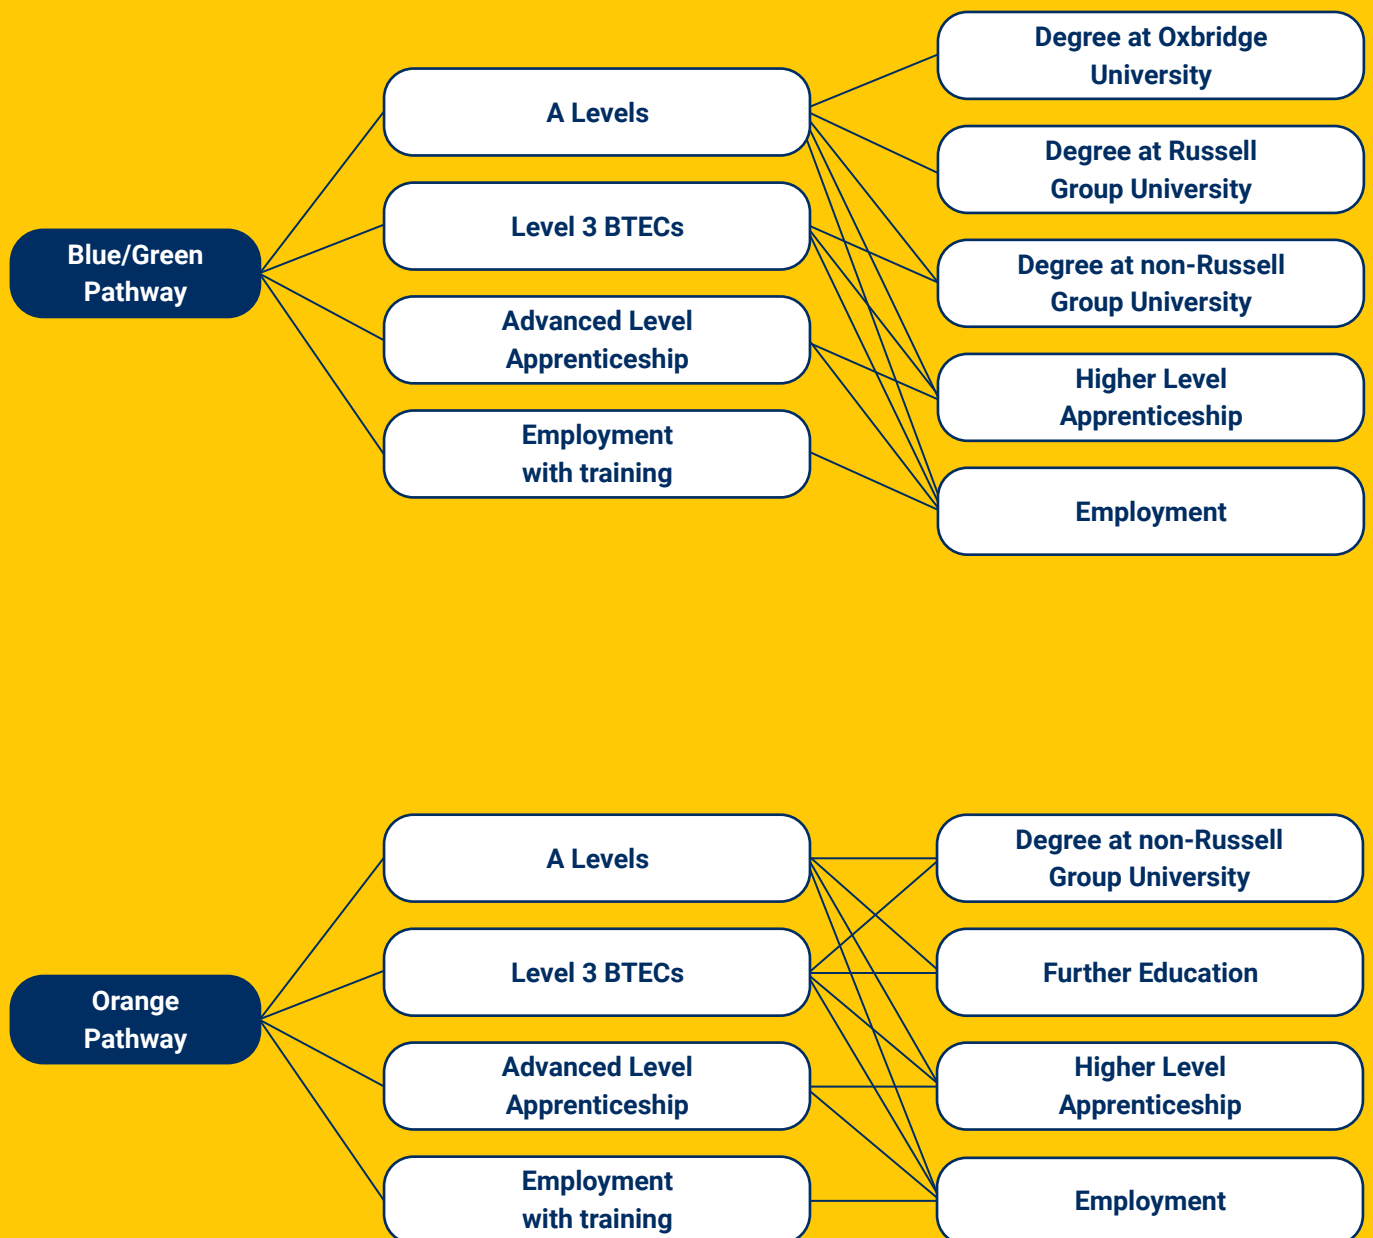 Blue/Green
Pathway
A Levels
Level 3 BTECs
Advanced Level
Apprenticeship
Employment
with training
Degree at Oxbridge
University
Degree at Russell
Group University
Degree at non-Russell
Group University
Higher Level
Apprenticeship
Employment
Orange
Pathway
A Levels
Level 3 BTECs
Advanced Level
Apprenticeship
Employment
with training
Degree at non-Russell
Group University
Further Education
Higher Level
Apprenticeship
Employment